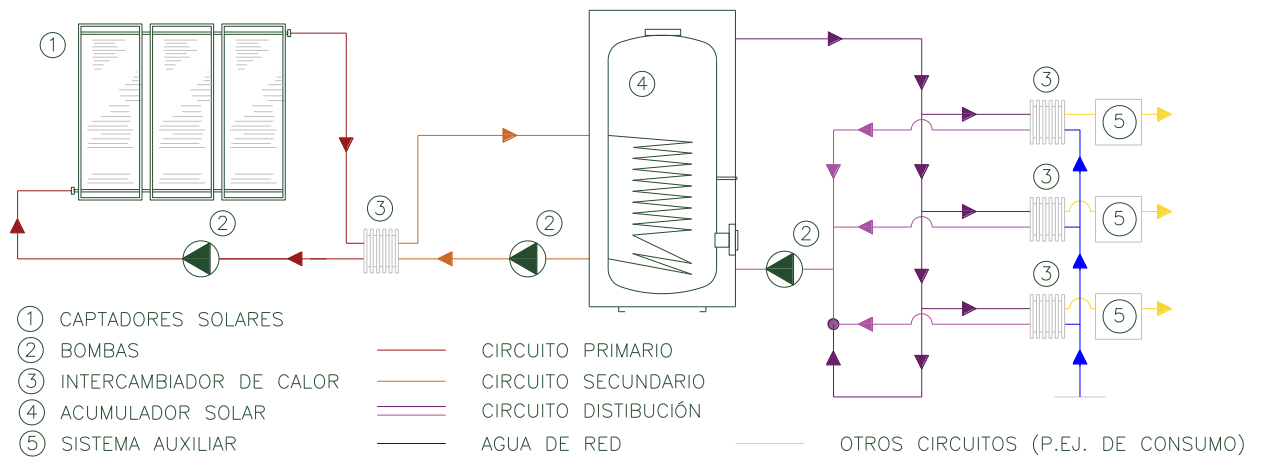 1
2
3
2
4
2
3
5
3
5
3
5
1 CAPTADORES SOLARES
2 BOMBAS
3 INTERCAMBIADOR DE CALOR
4 ACUMULADOR SOLAR
5 SISTEMA AUXILIAR
CIRCUITO PRIMARIO
CIRCUITO SECUNDARIO
CIRCUITO DISTIBUCIÓN
AGUA DE RED
OTROS CIRCUITOS (P.EJ. DE CONSUMO)